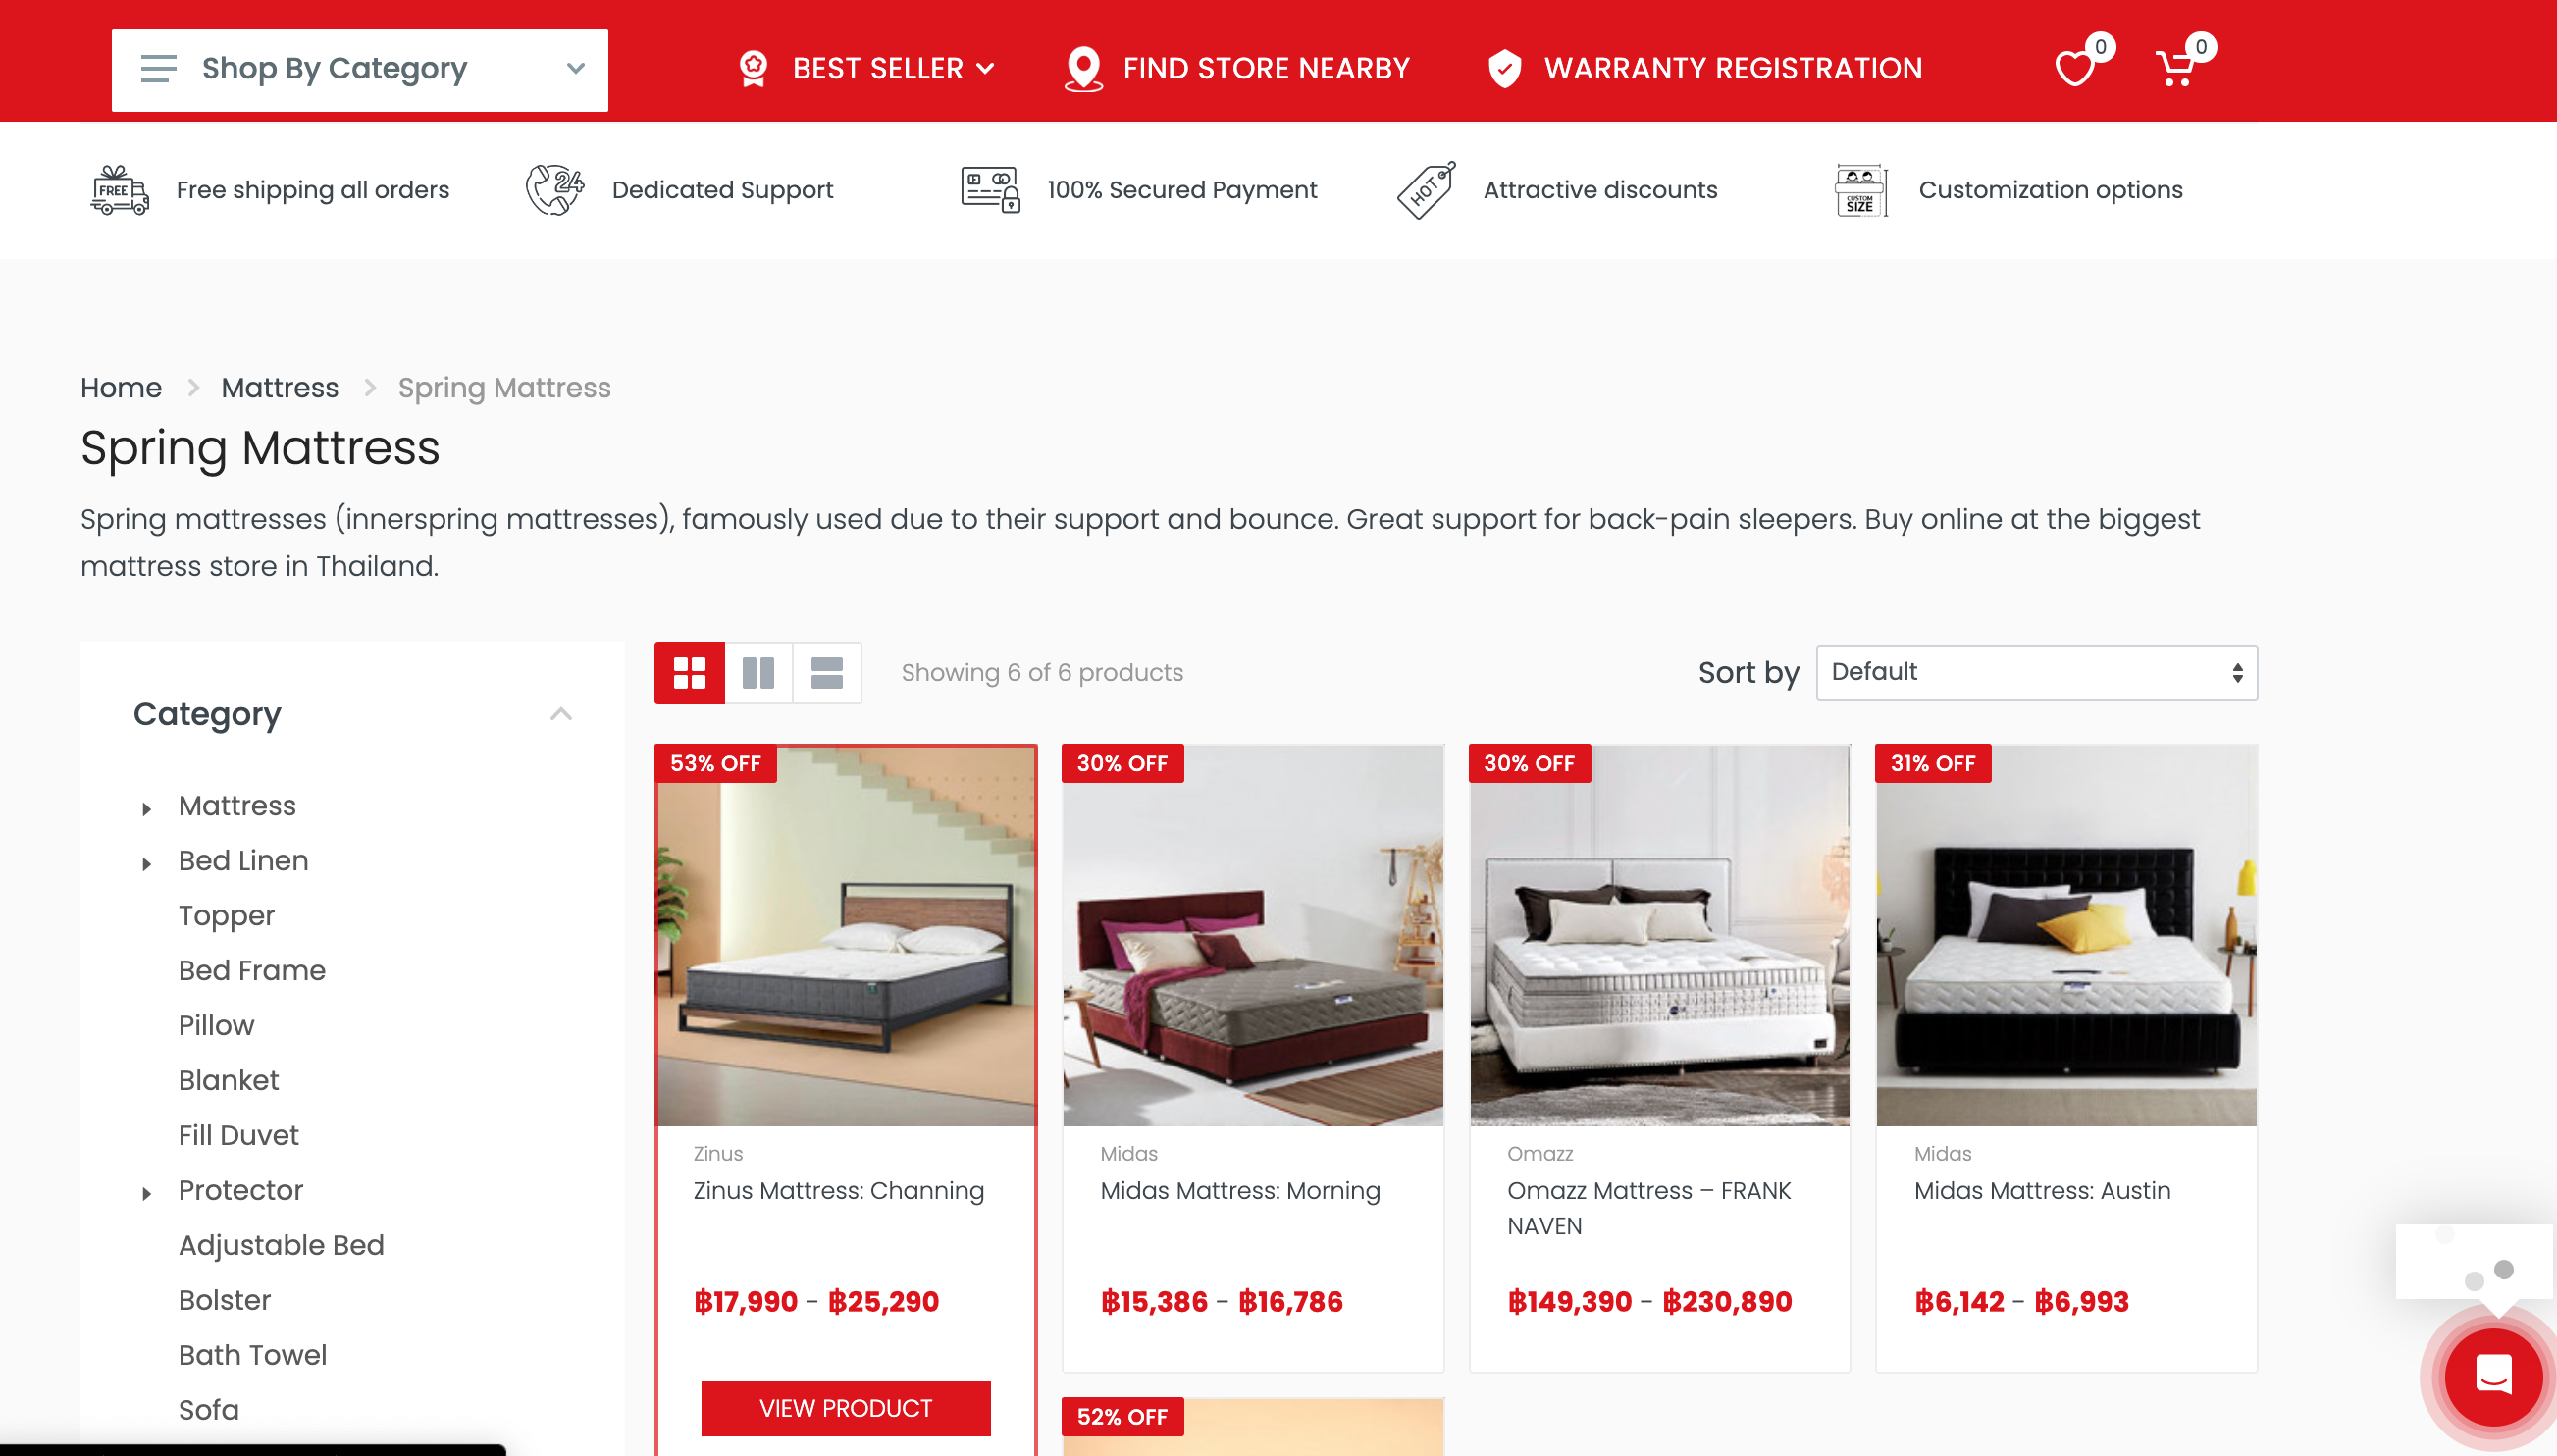 Shop By Category
BEST SELLER
FIND STORE NEARBY
WARRANTY REGISTRATION
0
0
FREE
Free shipping all orders
24
Dedicated Support
100% Secured Payment
HOT
Attractive discounts
CUSTOM
SIZE
Customization options
Home
Mattress
Spring Mattress
Spring Mattress
Spring mattresses (innerspring mattresses), famously used due to their support and bounce. Great support for back-pain sleepers. Buy online at the biggest
mattress store in Thailand.
Category
Mattress
Bed Linen
Topper
Bed Frame
Pillow
Blanket
Fill Duvet
Protector
Adjustable Bed
Bolster
Bath Towel
Sofa
Showing 6 of 6 products
Sort by
Default
53% OFF
Zinus
Zinus Mattress: Channing
฿17,990 - ฿25,290
VIEW PRODUCT
30% OFF
Midas
Midas Mattress: Morning
฿15,386 - ฿16,786
30% OFF
Omazz
Omazz Mattress – FRANK
NAVEN
฿149,390 - ฿230,890
31% OFF
Midas
Midas Mattress: Austin
฿6,142 - ฿6,993
52% OFF